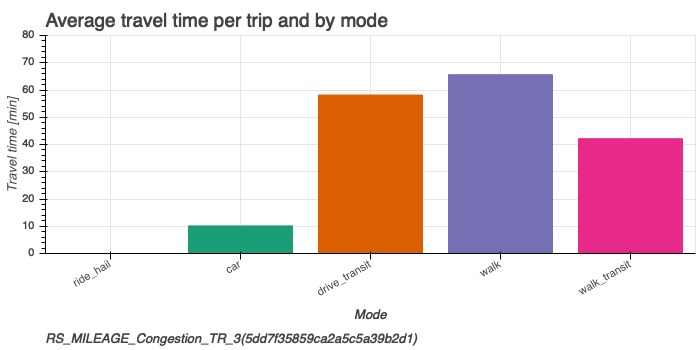 Average travel time per trip and by mode
80
70
60
50
40
30
20
10
0
Travel time [min]
ride_hail
car
drive_transit
walk
walk_transit
Mode
RS_MILEAGE_Congestion_TR_3(5dd7f35859ca2a5c5a39b2d1)